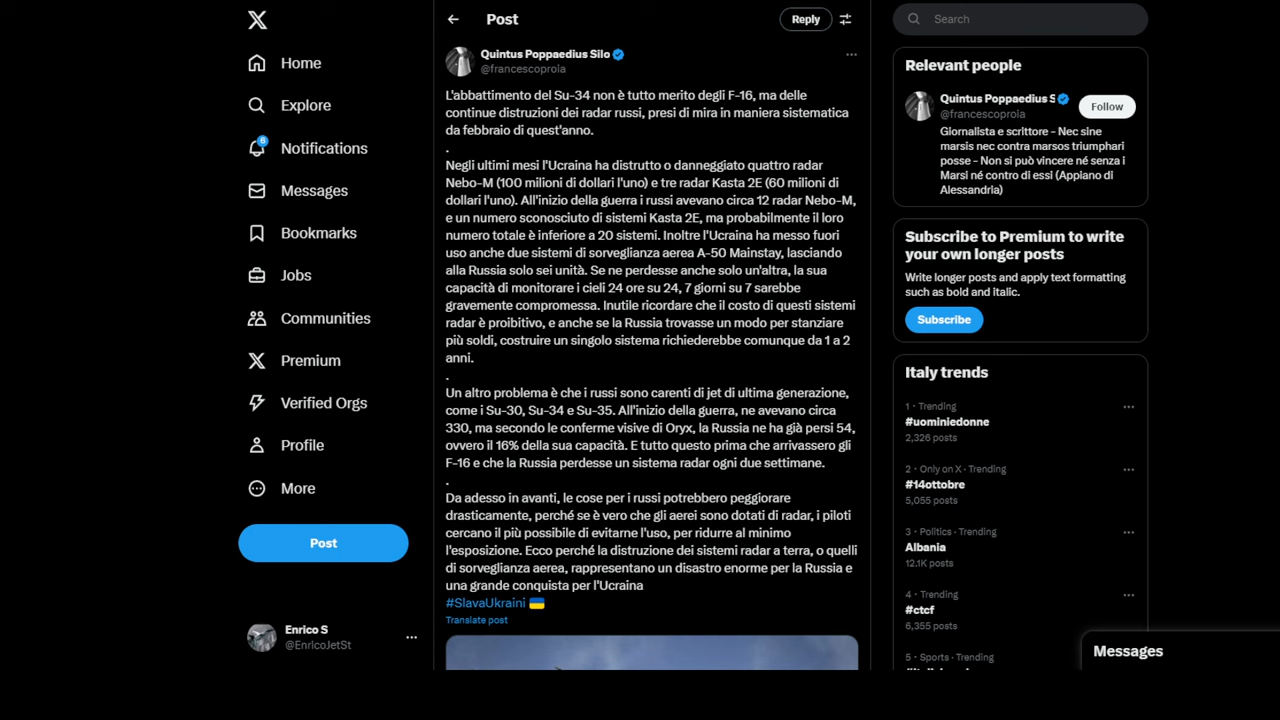 Home
Explore
6
Notifications
Messages
Bookmarks
Jobs
Communities
Premium
Verified Orgs
Profile
More
Post
Enrico S
@EnricoJetSt
Post
Reply
Quintus Poppaedius Silo
@francescoproia
L'abbattimento del Su-34 non è tutto merito degli F-16, ma delle
continue distruzioni dei radar russi, presi di mira in maniera sistematica
da febbraio di quest'anno.
.
Negli ultimi mesi l'Ucraina ha distrutto o danneggiato quattro radar
Nebo-M (100 milioni di dollari l'uno) e tre radar Kasta 2E (60 milioni di
dollari l'uno). All'inizio della guerra i russi avevano circa 12 radar Nebo-M,
e un numero sconosciuto di sistemi Kasta 2E, ma probabilmente il loro
numero totale è inferiore a 20 sistemi. Inoltre l'Ucraina ha messo fuori
uso anche due sistemi di sorveglianza aerea A-50 Mainstay, lasciando
alla Russia solo sei unità. Se ne perdesse anche solo un'altra, la sua
capacità di monitorare i cieli 24 ore su 24, 7 giorni su 7 sarebbe
gravemente compromessa. Inutile ricordare che il costo di questi sistemi
radar è proibitivo, e anche se la Russia trovasse un modo per stanziare
più soldi, costruire un singolo sistema richiederebbe comunque da 1 a 2
anni.
.
Un altro problema è che i russi sono carenti di jet di ultima generazione,
come i Su-30, Su-34 e Su-35. All'inizio della guerra, ne avevano circa
330, ma secondo le conferme visive di Oryx, la Russia ne ha già persi 54,
ovvero il 16% della sua capacità. E tutto questo prima che arrivassero gli
F-16 e che la Russia perdesse un sistema radar ogni due settimane.
.
Da adesso in avanti, le cose per i russi potrebbero peggiorare
drasticamente, perché se è vero che gli aerei sono dotati di radar, i piloti
cercano il più possibile di evitarne l'uso, per ridurre al minimo
l'esposizione. Ecco perché la distruzione dei sistemi radar a terra, o quelli
di sorveglianza aerea, rappresentano un disastro enorme per la Russia e
una grande conquista per l'Ucraina
#SlavaUkraini
Translate post
Search
Relevant people
Quintus Poppaedius S
@francescoproia
Follow
Giornalista e scrittore - Nec sine
marsis nec contra marsos triumphari
posse - Non si può vincere né senza i
Marsi né contro di essi (Appiano di
Alessandria)
Subscribe to Premium to write
your own longer posts
Write longer posts and apply text formatting
such as bold and italic.
Subscribe
Italy trends
1 · Trending
#uominiedonne
2,326 posts
2 · Only on X · Trending
#14ottobre
5,055 posts
3 · Politics · Trending
Albania
12.1K posts
4 · Trending
#ctcf
6,355 posts
5 · Sports · Trending
Messages